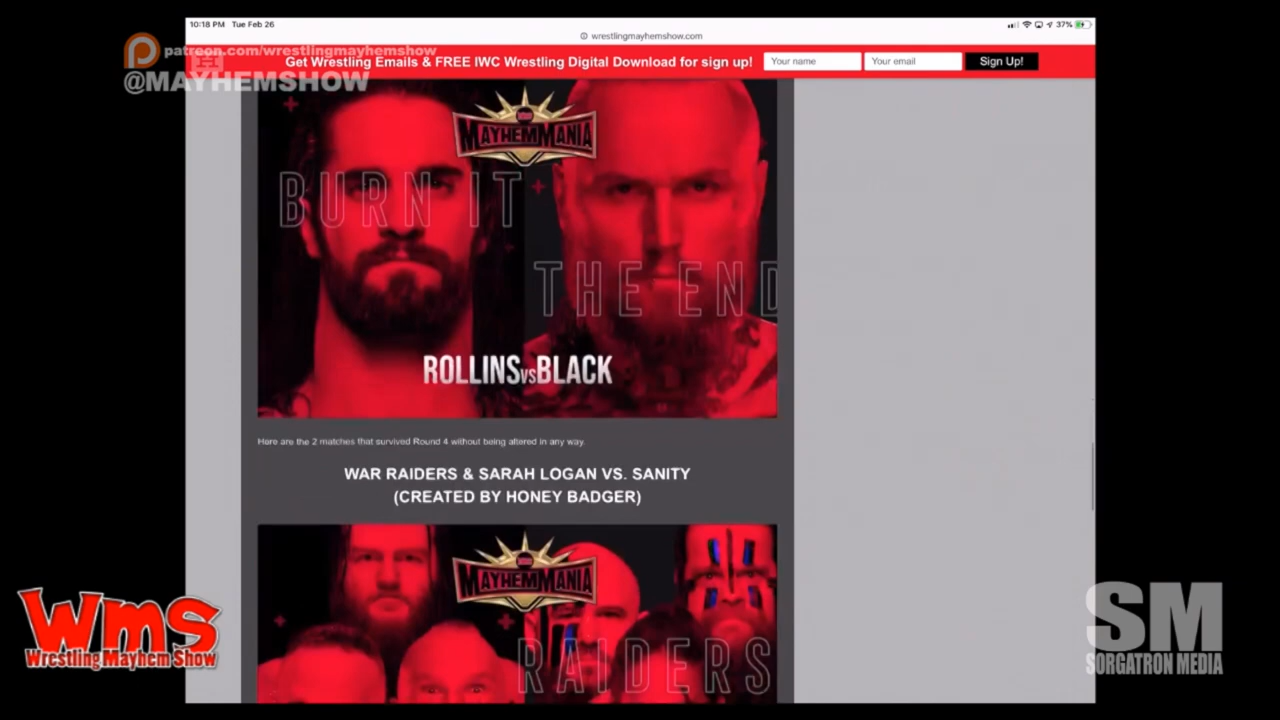 10:18 PM Tue Feb 26
37%
wrestlingmayhemshow.com
patreon.com/wrestlingmayhemshow
@MAYHEMSHOW
Get Wrestling Emails & FREE IWC Wrestling Digital Download for sign up!
Your name
Your email
Sign Up!
MAYHEMMANIA
BURN IT
THE END
ROLLINS VS BLACK
Here are the 2 matches that survived Round 4 without being altered in any way.
WAR RAIDERS & SARAH LOGAN VS. SANITY
(CREATED BY HONEY BADGER)
MAYHEMMANIA
RAIDERS
WMS
Wrestling Mayhem Show
SM
SORGATRON MEDIA